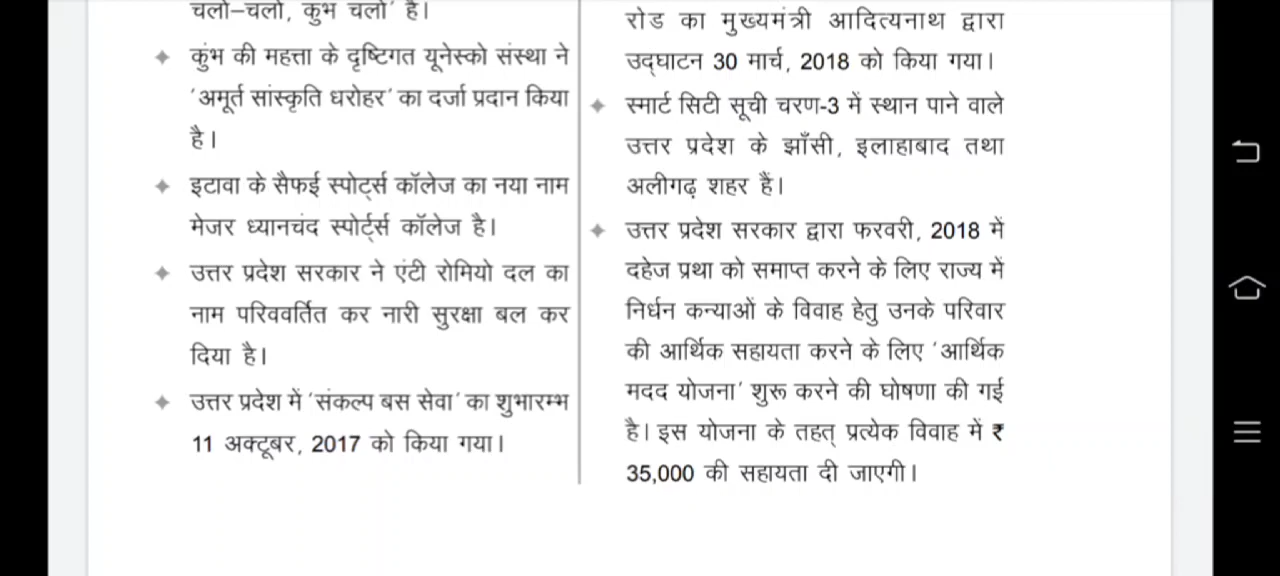 चलो–चलो, कुंभ चलो' है।
✦ कुंभ की महत्ता के दृष्टिगत यूनेस्को संस्था ने
'अमूर्त सांस्कृति धरोहर' का दर्जा प्रदान किया
है।
✦ इटावा के सैफई स्पोर्ट्स कॉलेज का नया नाम
मेजर ध्यानचंद स्पोर्ट्स कॉलेज है।
✦ उत्तर प्रदेश सरकार ने एंटी रोमियो दल का
नाम परिववर्तित कर नारी सुरक्षा बल कर
दिया है।
✦ उत्तर प्रदेश में 'संकल्प बस सेवा' का शुभारम्भ
11 अक्टूबर, 2017 को किया गया।
रोड का मुख्यमंत्री आदित्यनाथ द्वारा
उद्घाटन 30 मार्च, 2018 को किया गया।
✦ स्मार्ट सिटी सूची चरण-3 में स्थान पाने वाले
उत्तर प्रदेश के झाँसी, इलाहाबाद तथा
अलीगढ़ शहर हैं।
✦ उत्तर प्रदेश सरकार द्वारा फरवरी, 2018 में
दहेज प्रथा को समाप्त करने के लिए राज्य में
निर्धन कन्याओं के विवाह हेतु उनके परिवार
की आर्थिक सहायता करने के लिए 'आर्थिक
मदद योजना' शुरू करने की घोषणा की गई
है। इस योजना के तहत् प्रत्येक विवाह में ₹
35,000 की सहायता दी जाएगी।